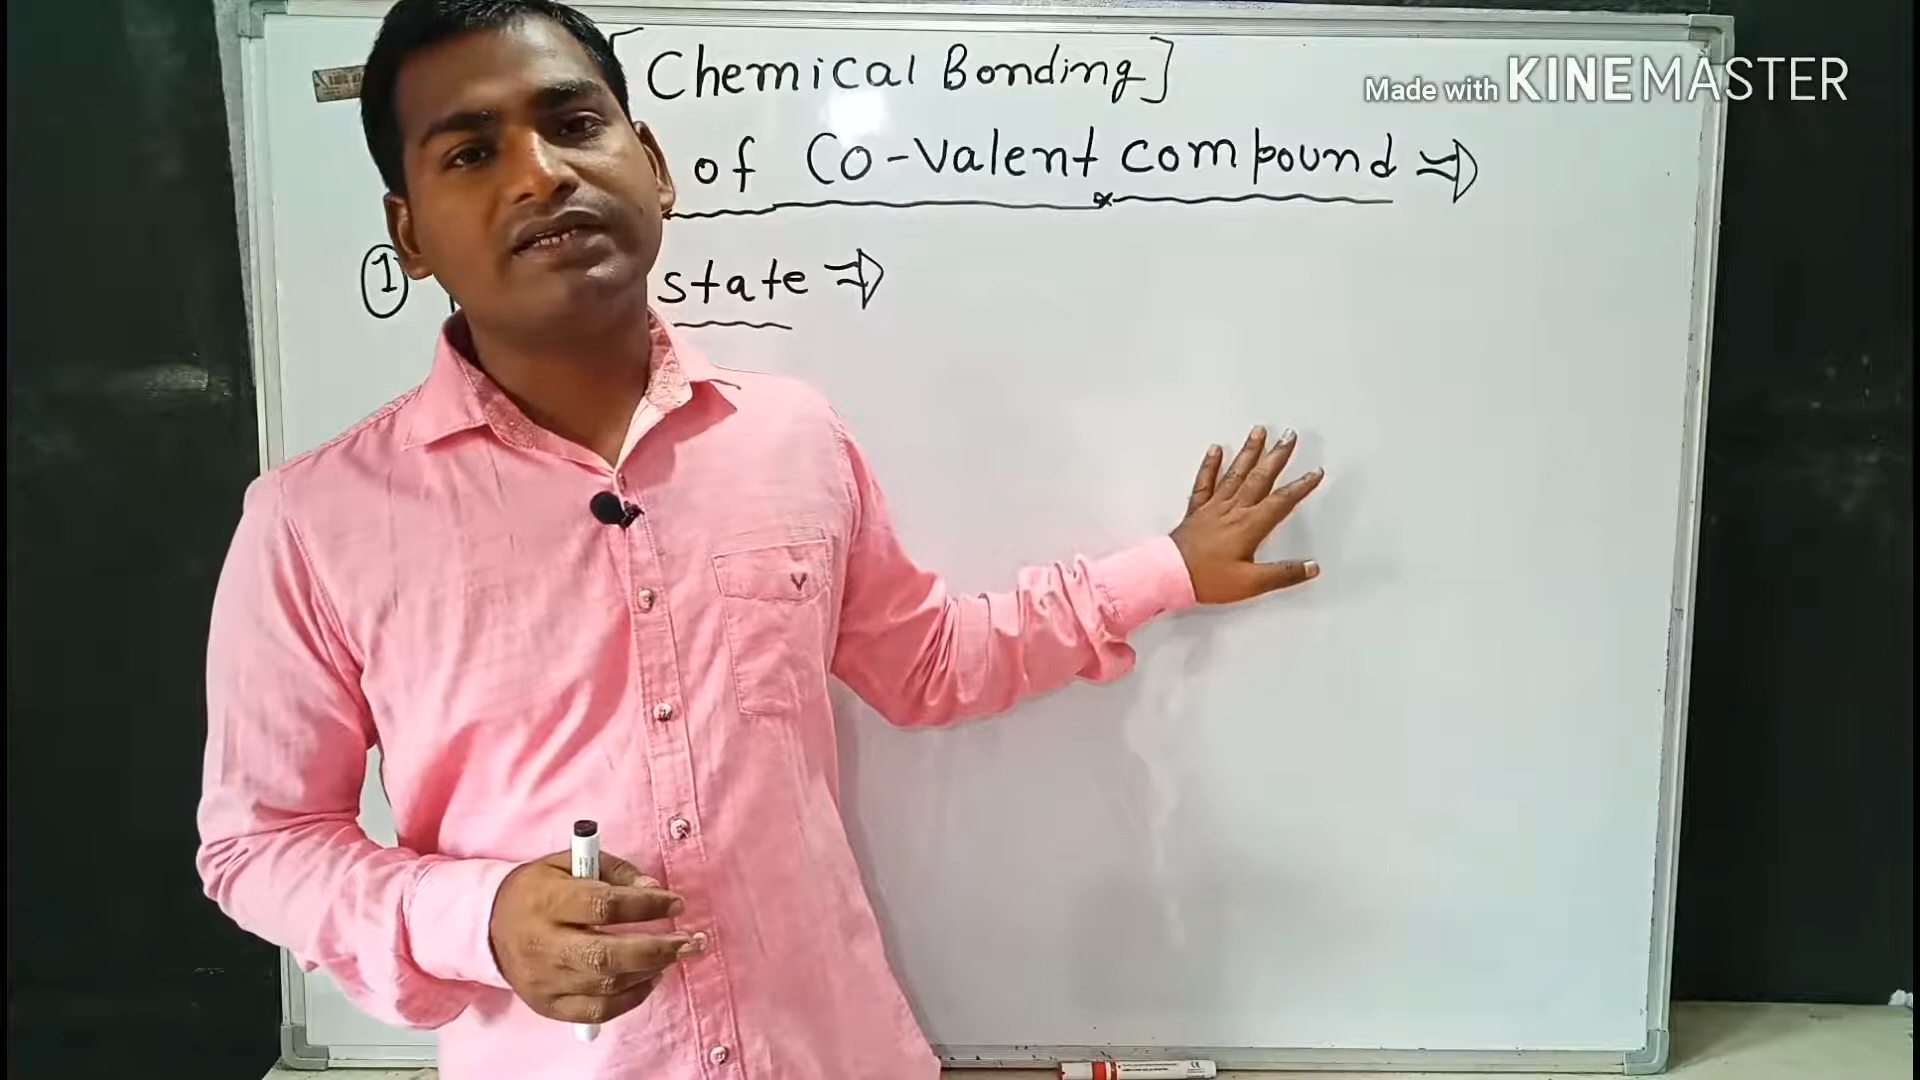 [Chemical Bonding]
Made with KINEMASTER
of Co-valent compound ⇒
① state ⇒